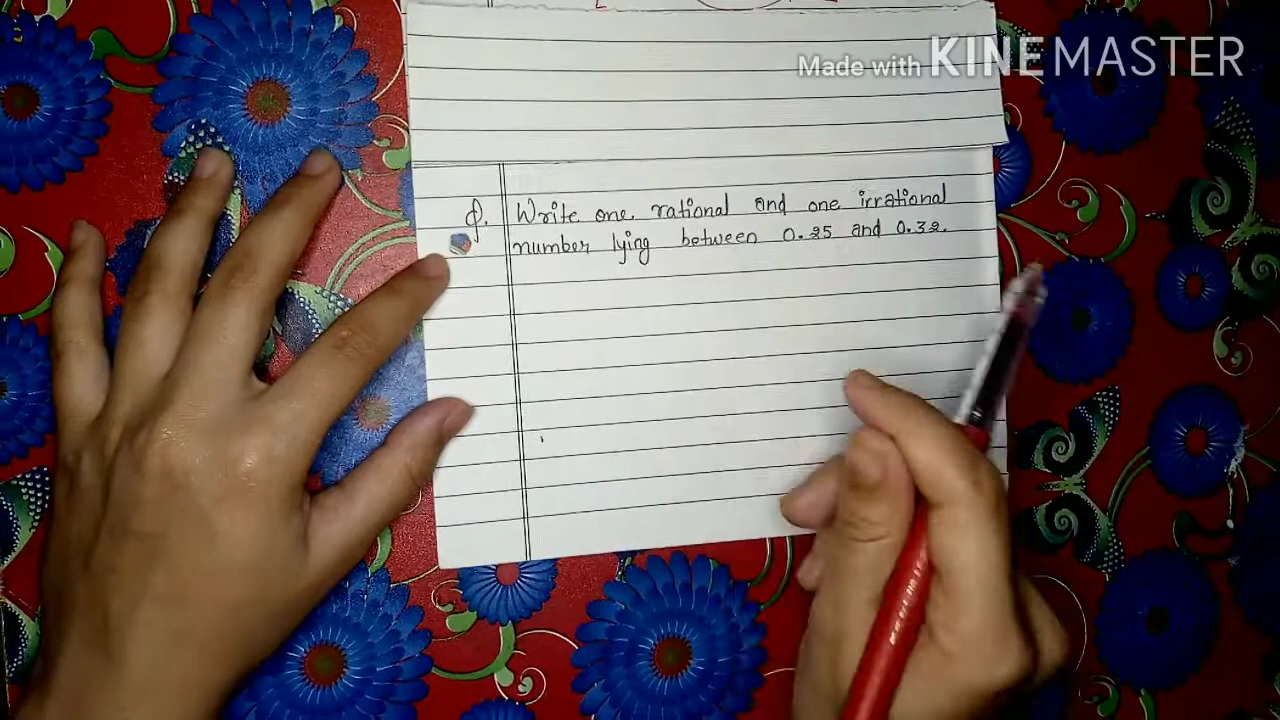 Made with KINEMASTER
Q. Write one rational and one irrational
number lying between 0.25 and 0.32.